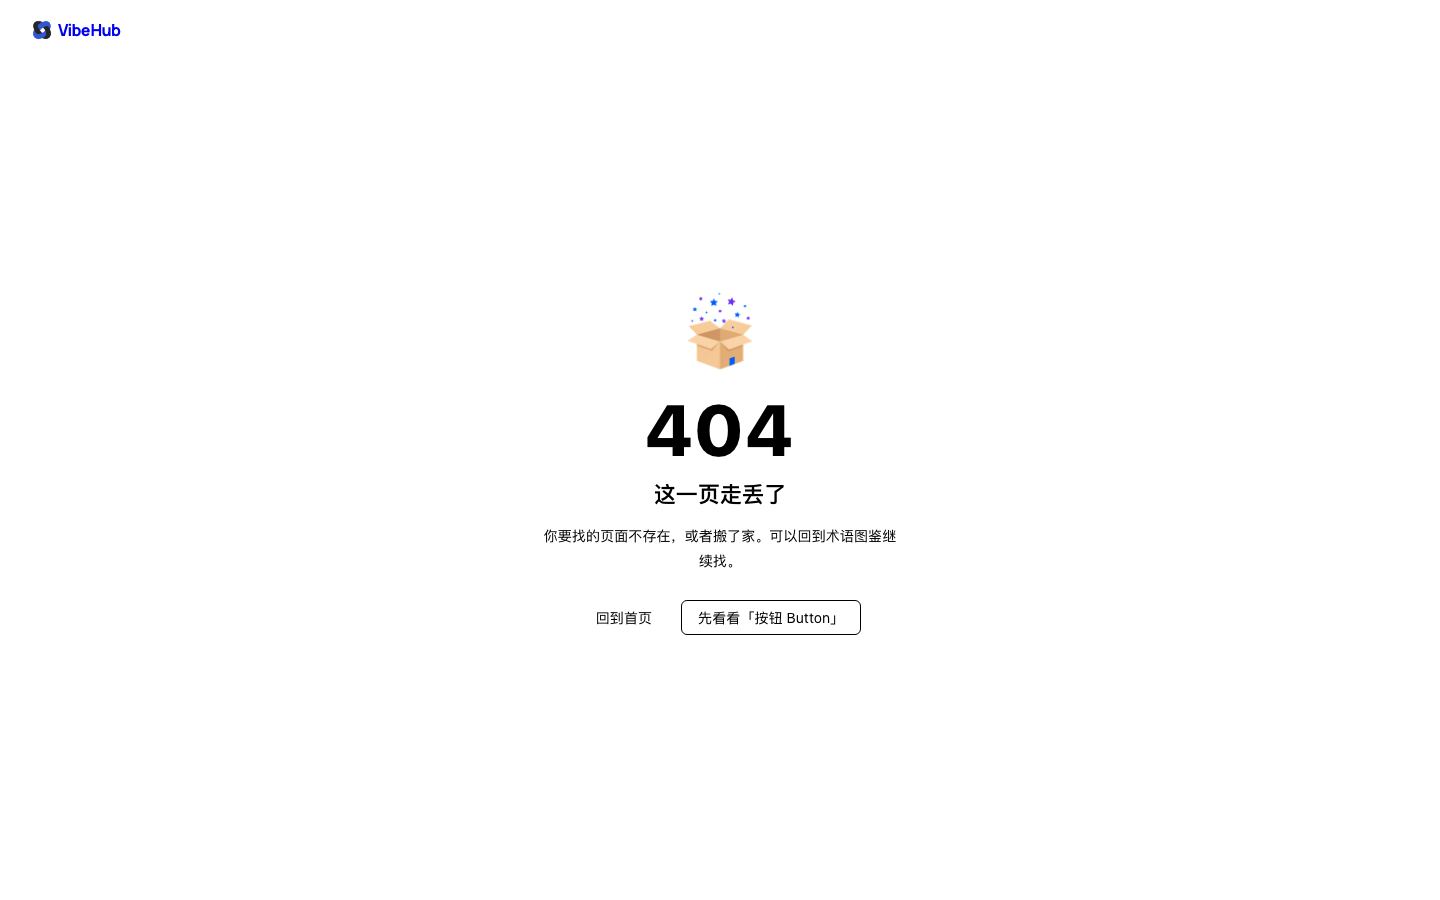 VibeHub
404
这一页走丢了
你要找的页面不存在，或者搬了家。可以回到术语图鉴继
续找。
回到首页
先看看「按钮 Button」